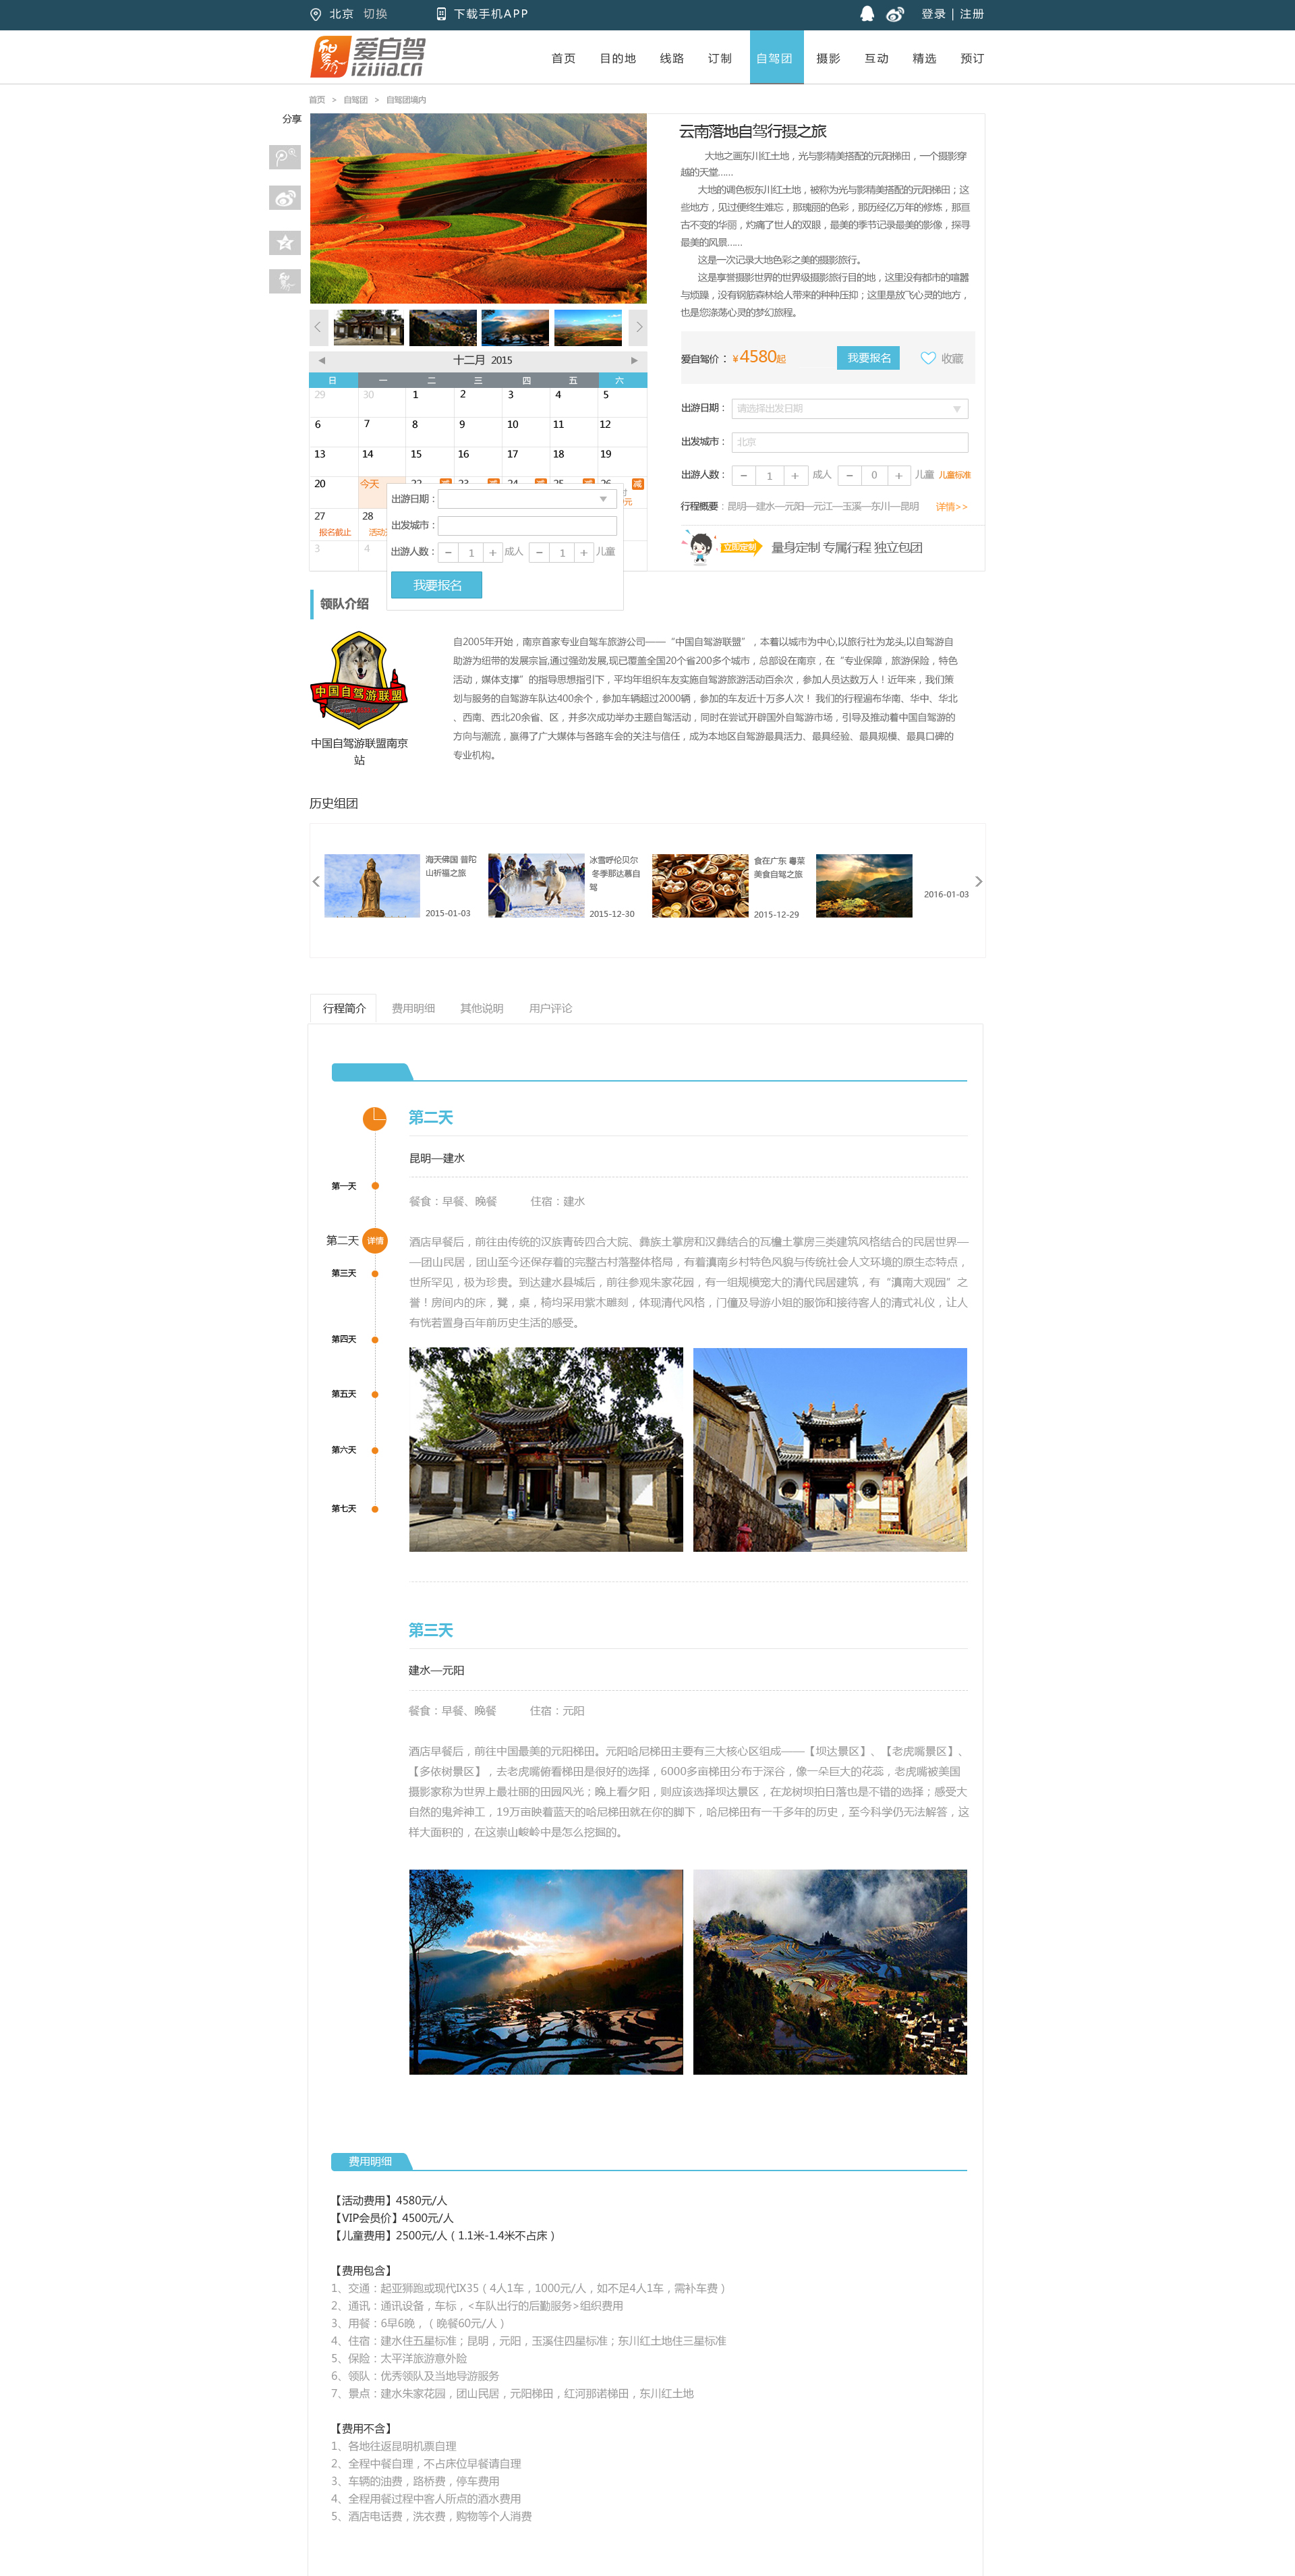 北京 切换 下载手机APP 登录 | 注册
爱自驾
izijia.cn
首页 目的地 线路 订制 自驾团 摄影 互动 精选 预订
首页 > 自驾团 > 自驾团境内
分享
云南落地自驾行摄之旅
大地之画东川红土地，光与影精美搭配的元阳梯田，一个摄影穿
越的天堂……
大地的调色板东川红土地，被称为光与影精美搭配的元阳梯田；这
些地方，见过便终生难忘，那瑰丽的色彩，那历经亿万年的修炼，那亘
古不变的华丽，灼痛了世人的双眼，最美的季节记录最美的影像，探寻
最美的风景……
这是一次记录大地色彩之美的摄影旅行。
这是享誉摄影世界的世界级摄影旅行目的地，这里没有都市的喧嚣
与烦躁，没有钢筋森林给人带来的种种压抑；这里是放飞心灵的地方，
也是您涤荡心灵的梦幻旅程。
爱自驾价：¥4580起 我要报名 收藏
出游日期： 请选择出发日期
出发城市： 北京
出游人数： － 1 ＋ 成人 － 0 ＋ 儿童 儿童标准
行程概要：昆明—建水—元阳—元江—玉溪—东川—昆明 详情>>
立即定制 量身定制 专属行程 独立包团
十二月 2015
日 一 二 三 四 五 六
29 30 1 2 3 4 5
6 7 8 9 10 11 12
13 14 15 16 17 18 19
20 今天 22 23 24 25 26
减 减 减 减 减
27 28
报名截止
3 4
出游日期：
出发城市：
出游人数： － 1 ＋ 成人 － 1 ＋ 儿童
我要报名
领队介绍
中国自驾游联盟
中国自驾游联盟南京
站
自2005年开始，南京首家专业自驾车旅游公司——“中国自驾游联盟”，本着以城市为中心,以旅行社为龙头,以自驾游自
助游为纽带的发展宗旨,通过强劲发展,现已覆盖全国20个省200多个城市，总部设在南京，在“专业保障，旅游保险，特色
活动，媒体支撑”的指导思想指引下，平均年组织车友实施自驾游旅游活动百余次，参加人员达数万人！近年来，我们策
划与服务的自驾游车队达400余个，参加车辆超过2000辆，参加的车友近十万多人次！ 我们的行程遍布华南、华中、华北
、西南、西北20余省、区，并多次成功举办主题自驾活动，同时在尝试开辟国外自驾游市场，引导及推动着中国自驾游的
方向与潮流，赢得了广大媒体与各路车会的关注与信任，成为本地区自驾游最具活力、最具经验、最具规模、最具口碑的
专业机构。
历史组团
海天佛国 普陀
山祈福之旅
2015-01-03
冰雪呼伦贝尔
冬季那达慕自
驾
2015-12-30
食在广东 粤菜
美食自驾之旅
2015-12-29
2016-01-03
行程简介 费用明细 其他说明 用户评论
第一天
第二天 详情
第三天
第四天
第五天
第六天
第七天
第二天
昆明—建水
餐食：早餐、晚餐 住宿：建水
酒店早餐后，前往由传统的汉族青砖四合大院、彝族土掌房和汉彝结合的瓦檐土掌房三类建筑风格结合的民居世界—
—团山民居，团山至今还保存着的完整古村落整体格局，有着滇南乡村特色风貌与传统社会人文环境的原生态特点，
世所罕见，极为珍贵。到达建水县城后，前往参观朱家花园，有一组规模宠大的清代民居建筑，有“滇南大观园”之
誉！房间内的床，凳，桌，椅均采用紫木雕刻，体现清代风格，门僮及导游小姐的服饰和接待客人的清式礼仪，让人
有恍若置身百年前历史生活的感受。
第三天
建水—元阳
餐食：早餐、晚餐 住宿：元阳
酒店早餐后，前往中国最美的元阳梯田。元阳哈尼梯田主要有三大核心区组成——【坝达景区】、【老虎嘴景区】、
【多依树景区】，去老虎嘴俯看梯田是很好的选择，6000多亩梯田分布于深谷，像一朵巨大的花蕊，老虎嘴被美国
摄影家称为世界上最壮丽的田园风光；晚上看夕阳，则应该选择坝达景区，在龙树坝拍日落也是不错的选择；感受大
自然的鬼斧神工，19万亩映着蓝天的哈尼梯田就在你的脚下，哈尼梯田有一千多年的历史，至今科学仍无法解答，这
样大面积的，在这崇山峻岭中是怎么挖掘的。
费用明细
【活动费用】4580元/人
【VIP会员价】4500元/人
【儿童费用】2500元/人（1.1米-1.4米不占床）
【费用包含】
1、交通：起亚狮跑或现代IX35（4人1车，1000元/人，如不足4人1车，需补车费）
2、通讯：通讯设备，车标，<车队出行的后勤服务>组织费用
3、用餐：6早6晚，（晚餐60元/人）
4、住宿：建水住五星标准；昆明，元阳，玉溪住四星标准；东川红土地住三星标准
5、保险：太平洋旅游意外险
6、领队：优秀领队及当地导游服务
7、景点：建水朱家花园，团山民居，元阳梯田，红河那诺梯田，东川红土地
【费用不含】
1、各地往返昆明机票自理
2、全程中餐自理，不占床位早餐请自理
3、车辆的油费，路桥费，停车费用
4、全程用餐过程中客人所点的酒水费用
5、酒店电话费，洗衣费，购物等个人消费